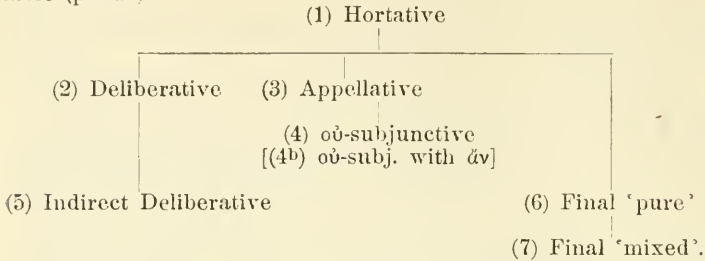 (1) Hortative
(2) Deliberative (3) Appellative
(4) οὐ-subjunctive
[(4b) οὐ-subj. with ἄν]
(5) Indirect Deliberative (6) Final ‘pure’
(7) Final ‘mixed’.